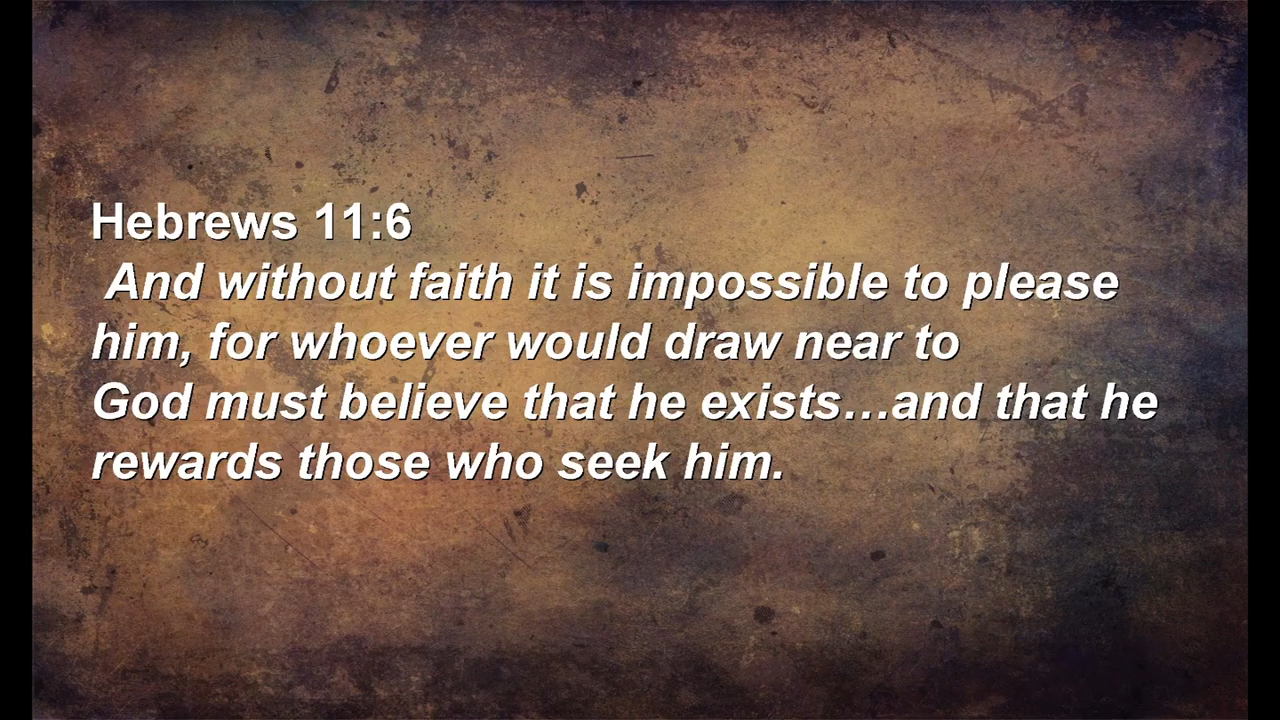 Hebrews 11:6
And without faith it is impossible to please
him, for whoever would draw near to
God must believe that he exists…and that he
rewards those who seek him.